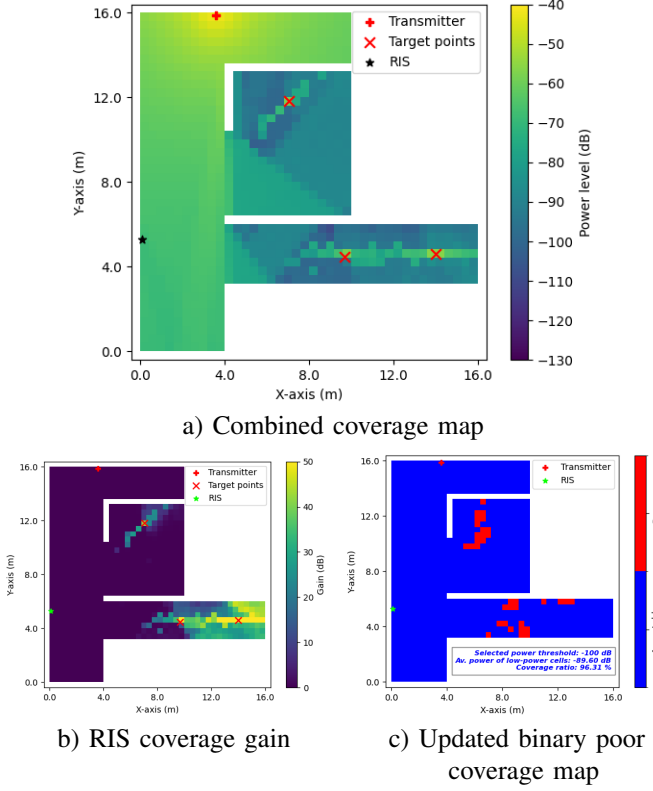 16.0
12.0
8.0
4.0
0.0
Y-axis (m)
0.0 4.0 8.0 12.0 16.0
X-axis (m)
Transmitter
Target points
RIS
−40
−50
−60
−70
−80
−90
−100
−110
−120
−130
Power level (dB)
a) Combined coverage map
16.0
12.0
8.0
4.0
0.0
Y-axis (m)
0.0 4.0 8.0 12.0 16.0
X-axis (m)
Transmitter
Target points
RIS
50
40
30
20
10
0
Gain (dB)
b) RIS coverage gain
16.0
12.0
8.0
4.0
0.0
Y-axis (m)
0.0 4.0 8.0 12.0 16.0
X-axis (m)
Transmitter
RIS
Selected power threshold: -100 dB
Av. power of low-power cells: -89.60 dB
Coverage ratio: 96.31 %
c) Updated binary poor
coverage map